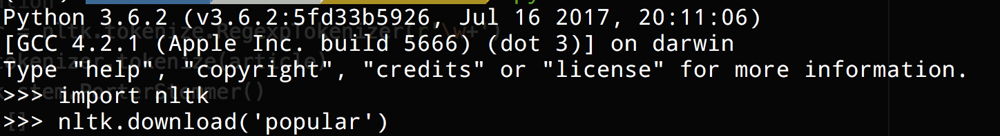 Python 3.6.2 (v3.6.2:5fd33b5926, Jul 16 2017, 20:11:06)
[GCC 4.2.1 (Apple Inc. build 5666) (dot 3)] on darwin
Type "help", "copyright", "credits" or "license" for more information.
>>> import nltk
>>> nltk.download('popular')